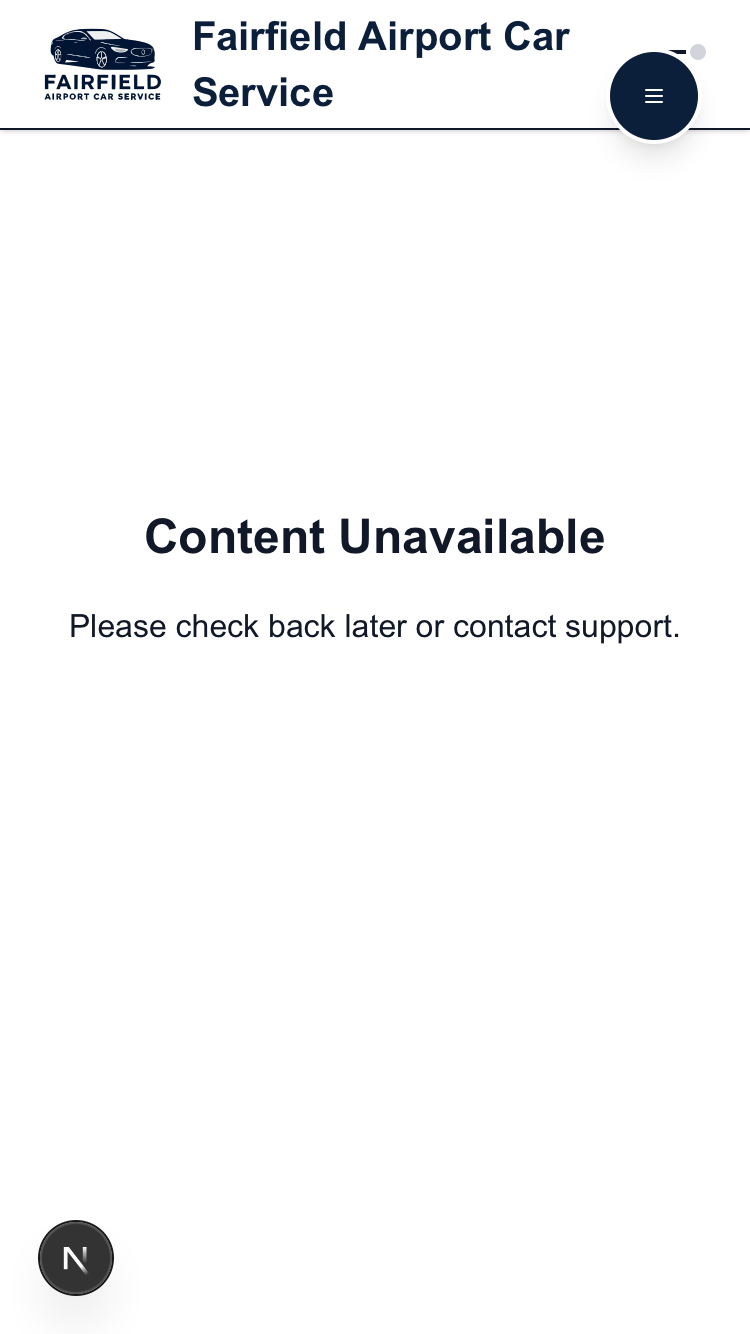 FAIRFIELD
AIRPORT CAR SERVICE
Fairfield Airport Car
Service
Content Unavailable
Please check back later or contact support.
N